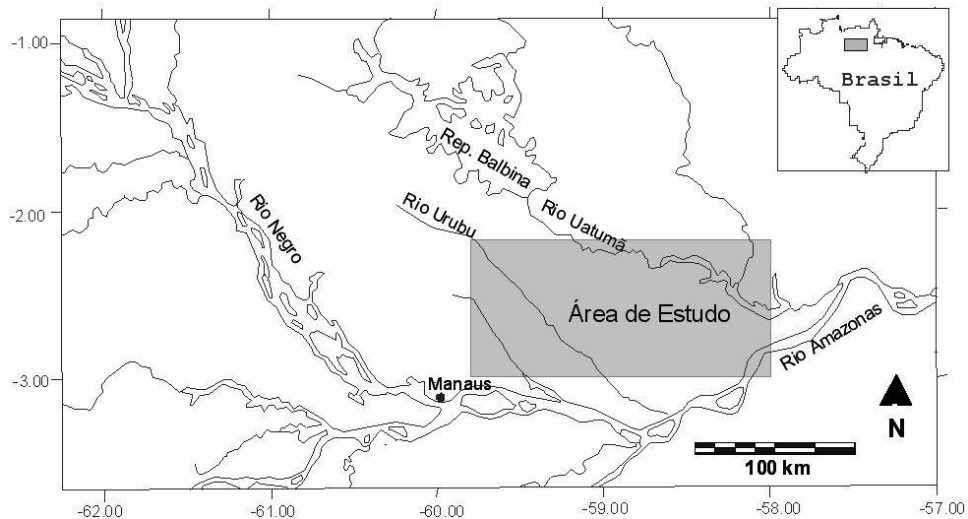 -1.00
-2.00
-3.00
Brasil
Rep. Balbina
Rio Negro
Rio Urubu
Rio Uatumã
Área de Estudo
Rio Amazonas
Manaus
N
100 km
-62.00
-61.00
-60.00
-59.00
-58.00
-57.00